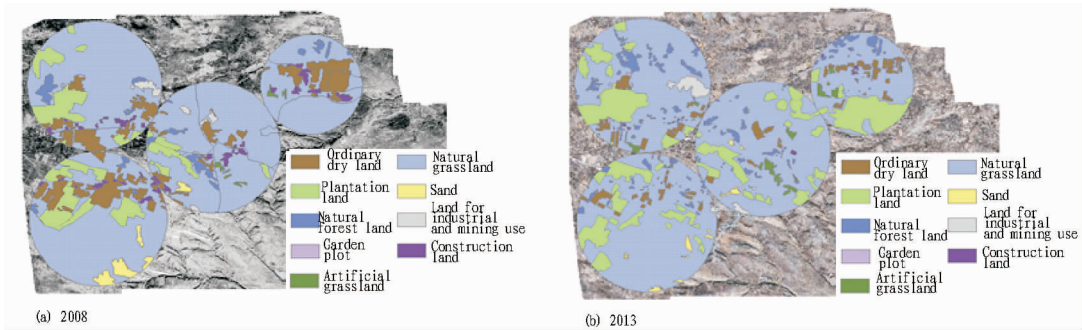 Ordinary
dry land
Natural
grassland
Plantation
land
Sand
Natural
forest land
Land for
industrial
and mining use
Garden
plot
Construction
land
Artificial
grassland
(a) 2008
Ordinary
dry land
Natural
grassland
Plantation
land
Sand
Natural
forest land
Land for
industrial
and mining use
Garden
plot
Construction
land
Artificial
grassland
(b) 2013